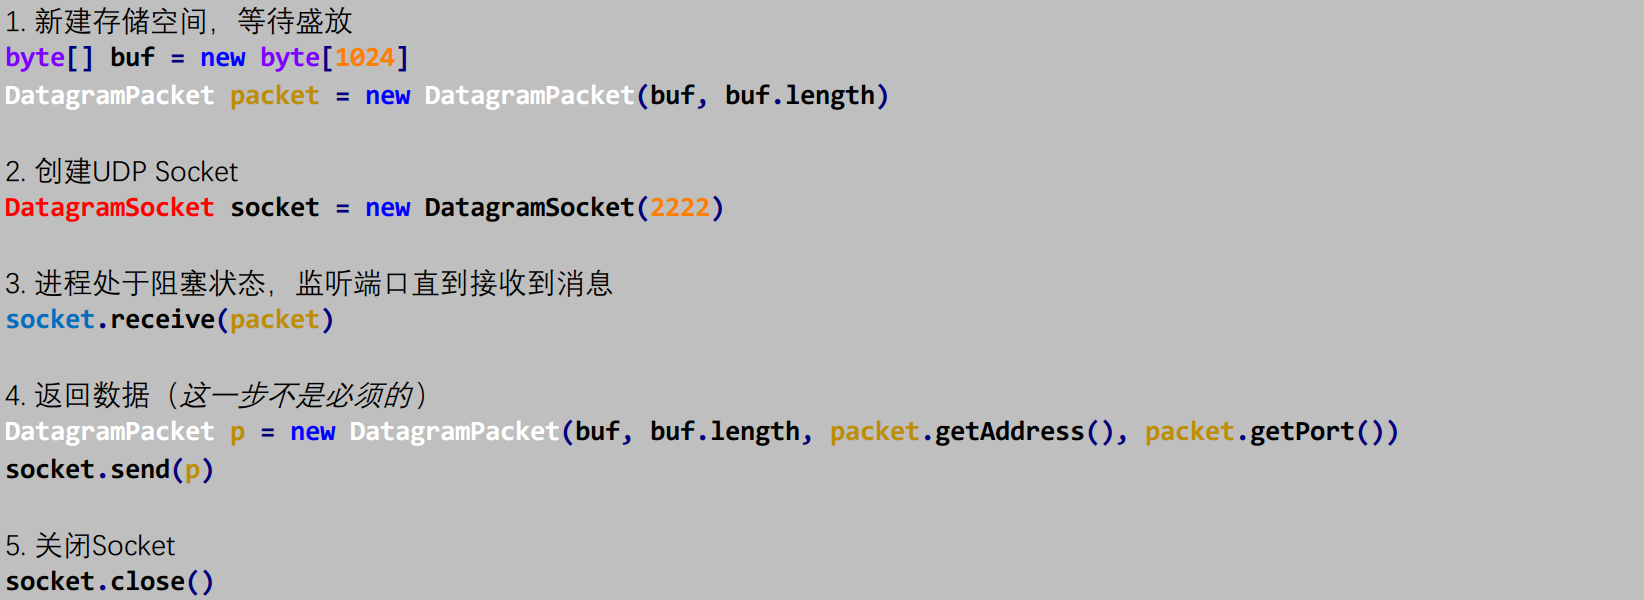 1. 新建存储空间，等待盛放
byte[] buf = new byte[1024]
DatagramPacket packet = new DatagramPacket(buf, buf.length)
2. 创建UDP Socket
DatagramSocket socket = new DatagramSocket(2222)
3. 进程处于阻塞状态，监听端口直到接收到消息
socket.receive(packet)
4. 返回数据（这一步不是必须的）
DatagramPacket p = new DatagramPacket(buf, buf.length, packet.getAddress(), packet.getPort())
socket.send(p)
5. 关闭Socket
socket.close()